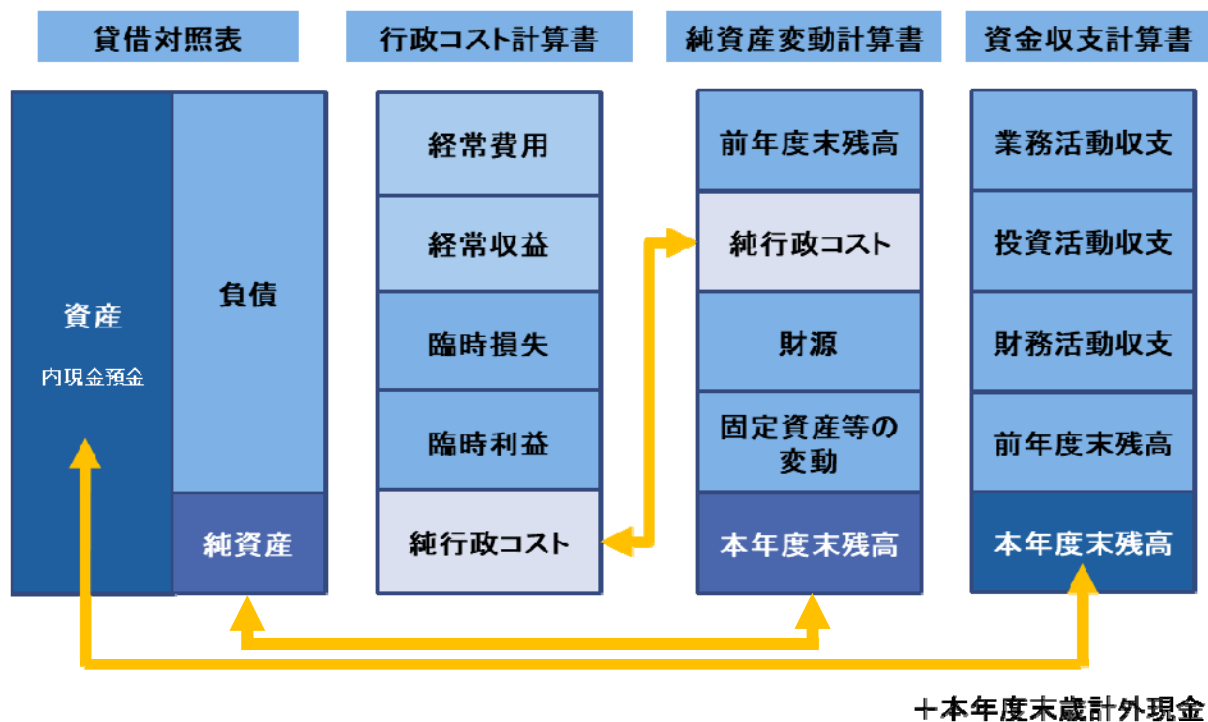 貸借対照表
行政コスト計算書
純資産変動計算書
資金収支計算書
資産
内現金預金
負債
純資産
経常費用
経常収益
臨時損失
臨時利益
純行政コスト
前年度末残高
純行政コスト
財源
固定資産等の
変動
本年度末残高
業務活動収支
投資活動収支
財務活動収支
前年度末残高
本年度末残高
＋本年度末歳計外現金